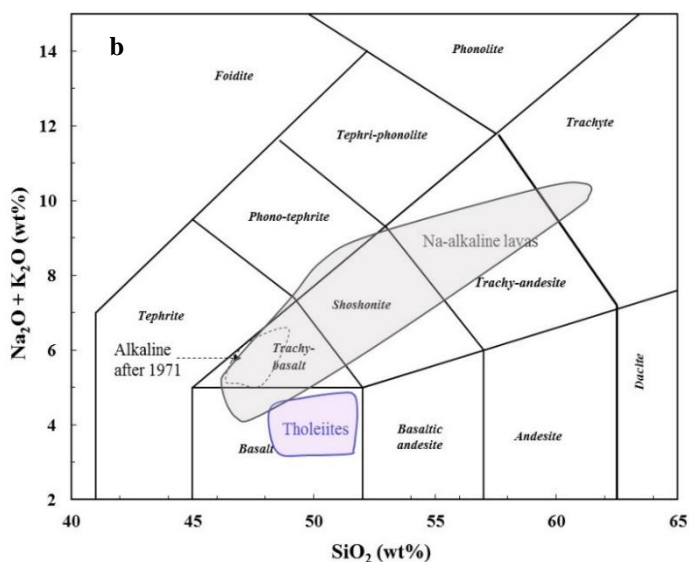 b
Phonolite
Foidite
Trachyte
Tephri-phonolite
Phono-tephrite
Na-alkaline lavas
Trachy-andesite
Tephrite
Shoshonite
Alkaline
after 1971
Trachy-
basalt
Tholeiites
Basalt
Basaltic
andesite
Andesite
Dacite
Na₂O + K₂O (wt%)
14
12
10
8
6
4
2
40
45
50
55
60
65
SiO₂ (wt%)